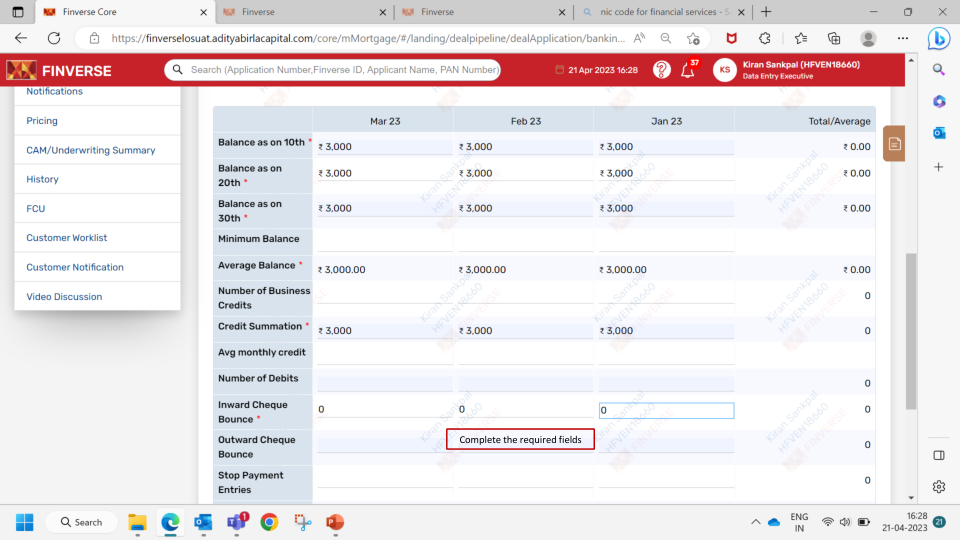 Finverse Core
Finverse
Finverse
nic code for financial services - S
https://finverselosuat.adityabirlacapital.com/core/mMortgage/#/landing/dealpipeline/dealApplication/bankin...
FINVERSE
Search (Application Number,Finverse ID, Applicant Name, PAN Number)
21 Apr 2023 16:28
37
KS
Kiran Sankpal (HFVEN18660)
Data Entry Executive
Notifications
Pricing
CAM/Underwriting Summary
History
FCU
Customer Worklist
Customer Notification
Video Discussion
Mar 23 Feb 23 Jan 23 Total/Average
Balance as on 10th * ₹ 3,000 ₹ 3,000 ₹ 3,000 ₹ 0.00
Balance as on
20th * ₹ 3,000 ₹ 3,000 ₹ 3,000 ₹ 0.00
Balance as on
30th * ₹ 3,000 ₹ 3,000 ₹ 3,000 ₹ 0.00
Minimum Balance
Average Balance * ₹ 3,000.00 ₹ 3,000.00 ₹ 3,000.00 ₹ 0.00
Number of Business
Credits 0
Credit Summation * ₹ 3,000 ₹ 3,000 ₹ 3,000 0
Avg monthly credit
Number of Debits 0
Inward Cheque
Bounce * 0 0 0 0
Complete the required fields
Outward Cheque
Bounce 0
Stop Payment
Entries 0
Search
1
ENG
IN
16:28
21-04-2023
21